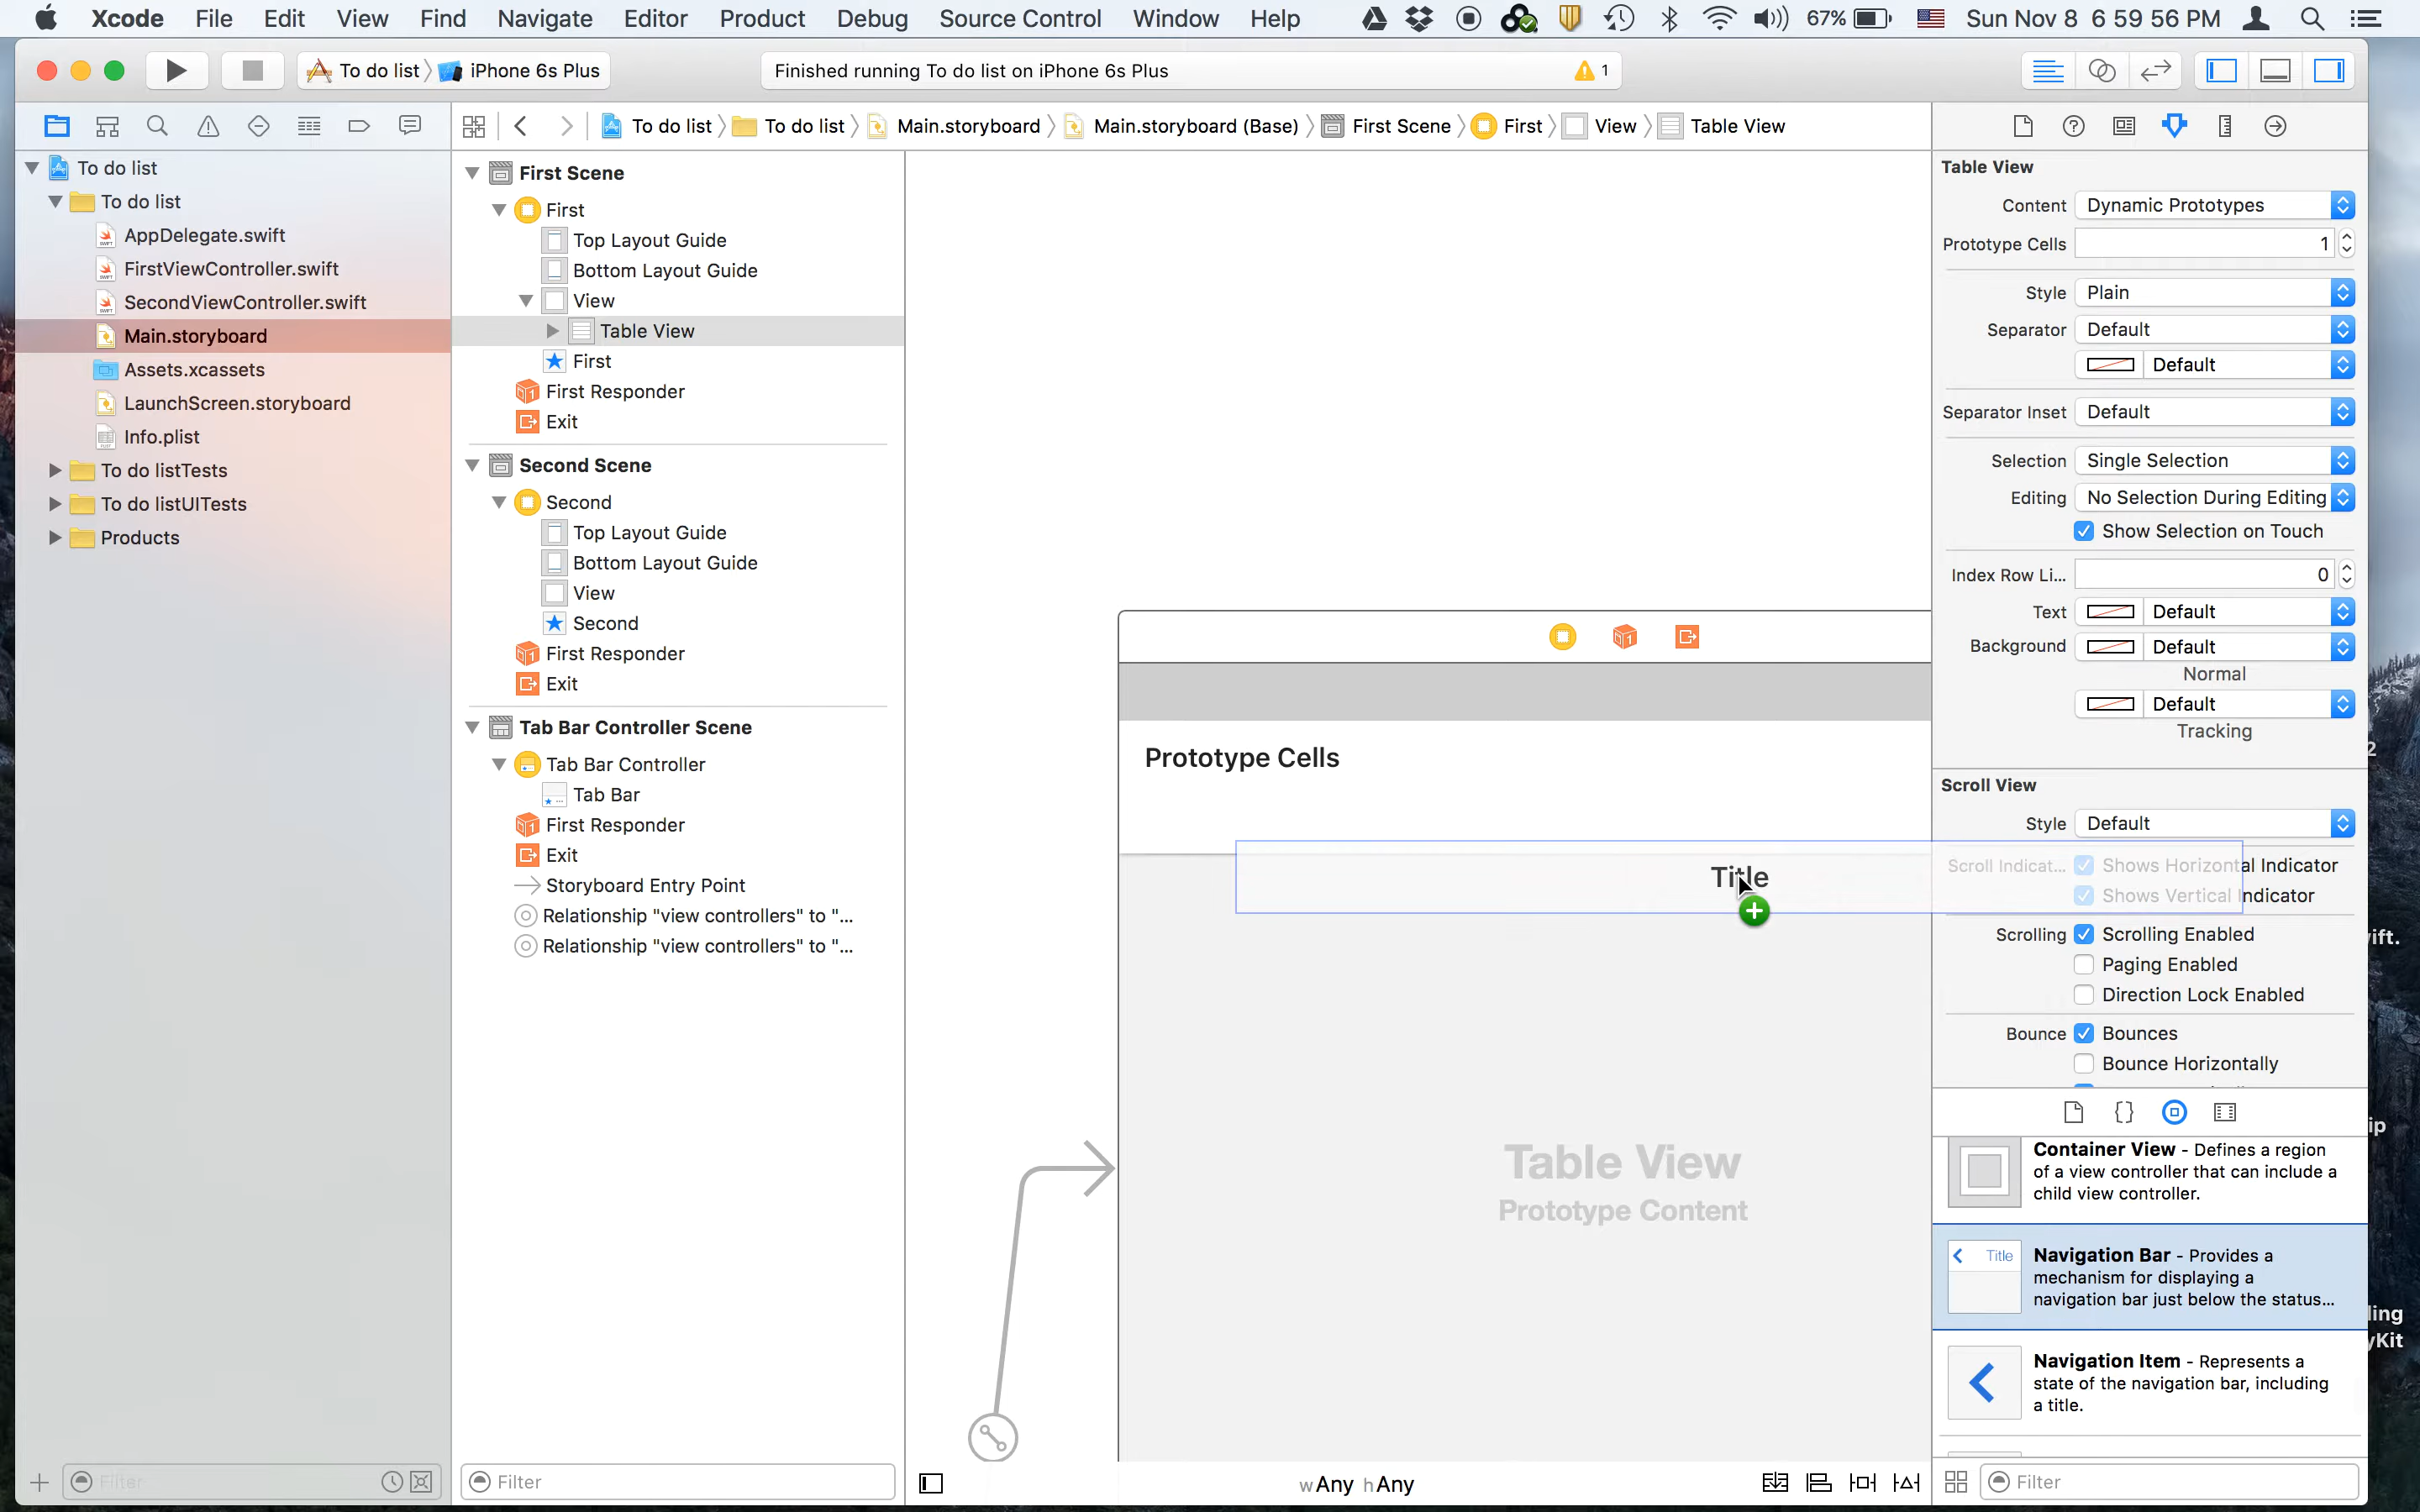 Xcode File Edit View Find Navigate Editor Product Debug Source Control Window Help 67% Sun Nov 8 6 59 56 PM
To do list iPhone 6s Plus
Finished running To do list on iPhone 6s Plus
1
To do list To do list Main.storyboard Main.storyboard (Base) First Scene First View Table View
To do list
To do list
AppDelegate.swift
FirstViewController.swift
SecondViewController.swift
Main.storyboard
Assets.xcassets
LaunchScreen.storyboard
Info.plist
To do listTests
To do listUITests
Products
Filter
First Scene
First
Top Layout Guide
Bottom Layout Guide
View
Table View
First
First Responder
Exit
Second Scene
Second
Top Layout Guide
Bottom Layout Guide
View
Second
First Responder
Exit
Tab Bar Controller Scene
Tab Bar Controller
Tab Bar
First Responder
Exit
Storyboard Entry Point
Relationship "view controllers" to "...
Relationship "view controllers" to "...
Filter
Prototype Cells
Title
Table View
Prototype Content
wAny hAny
Table View
Content Dynamic Prototypes
Prototype Cells 1
Style Plain
Separator Default
Default
Separator Inset Default
Selection Single Selection
Editing No Selection During Editing
Show Selection on Touch
Index Row Li... 0
Text Default
Background Default
Normal
Default
Tracking
Scroll View
Style Default
Scroll Indicat... Shows Horizontal Indicator
Shows Vertical Indicator
Scrolling Scrolling Enabled
Paging Enabled
Direction Lock Enabled
Bounce Bounces
Bounce Horizontally
Container View - Defines a region
of a view controller that can include a
child view controller.
Title
Navigation Bar - Provides a
mechanism for displaying a
navigation bar just below the status...
Navigation Item - Represents a
state of the navigation bar, including
a title.
Filter